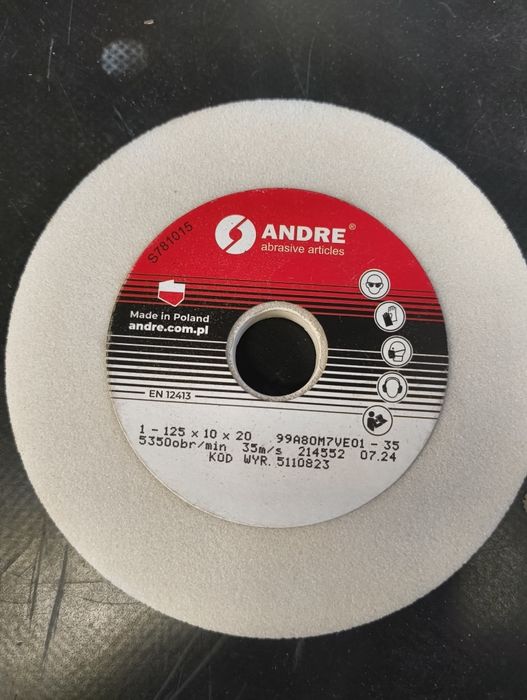 S781015
ANDRE®
abrasive articles
Made in Poland
andre.com.pl
EN 12413
1 - 125 x 10 x 20 99A80M7VE01 - 35
5350obr/min 35m/s 214552 07.24
KOD WYR. 5110823